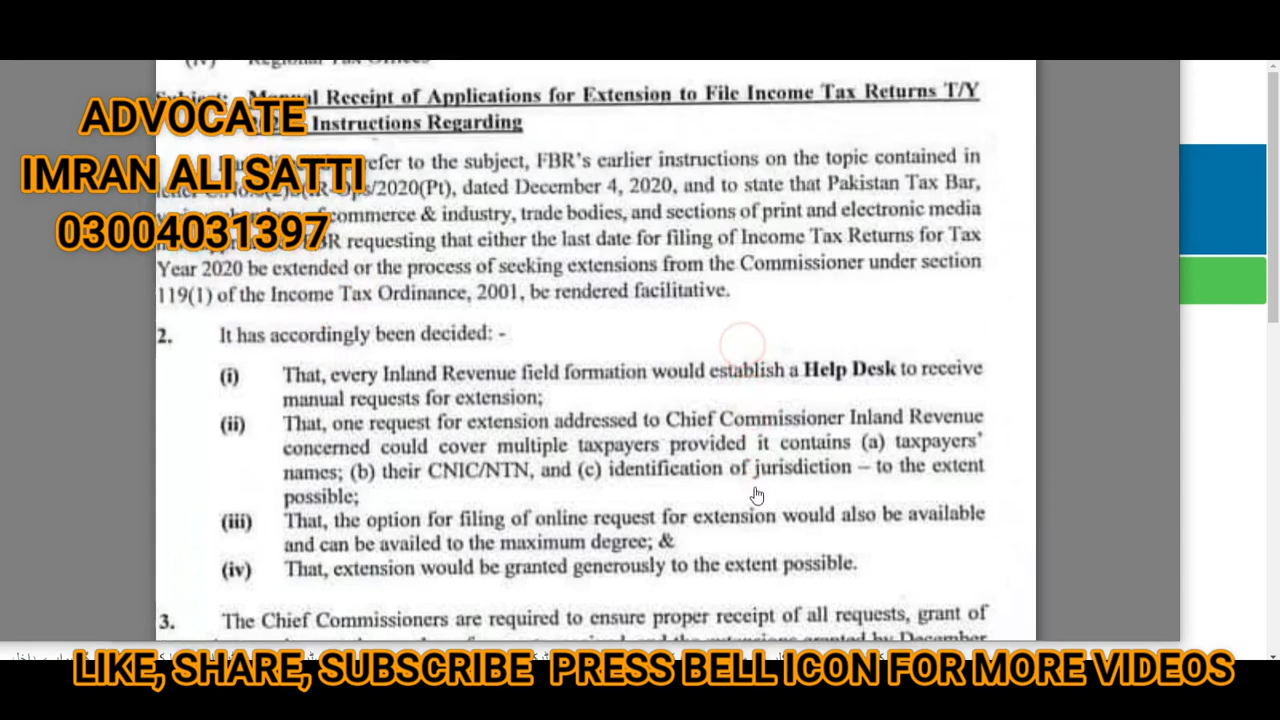 (iv) Regional Tax Offices
Subject: Manual Receipt of Applications for Extension to File Income Tax Returns T/Y
Instructions Regarding
ADVOCATE
IMRAN ALI SATTI
03004031397
refer to the subject, FBR's earlier instructions on the topic contained in
2020(Pt), dated December 4, 2020, and to state that Pakistan Tax Bar,
commerce & industry, trade bodies, and sections of print and electronic media
requesting that either the last date for filing of Income Tax Returns for Tax
Year 2020 be extended or the process of seeking extensions from the Commissioner under section
119(1) of the Income Tax Ordinance, 2001, be rendered facilitative.
2. It has accordingly been decided: -
(i) That, every Inland Revenue field formation would establish a Help Desk to receive
manual requests for extension;
(ii) That, one request for extension addressed to Chief Commissioner Inland Revenue
concerned could cover multiple taxpayers provided it contains (a) taxpayers'
names; (b) their CNIC/NTN, and (c) identification of jurisdiction – to the extent
possible;
(iii) That, the option for filing of online request for extension would also be available
and can be availed to the maximum degree; &
(iv) That, extension would be granted generously to the extent possible.
3. The Chief Commissioners are required to ensure proper receipt of all requests, grant of
LIKE, SHARE, SUBSCRIBE PRESS BELL ICON FOR MORE VIDEOS